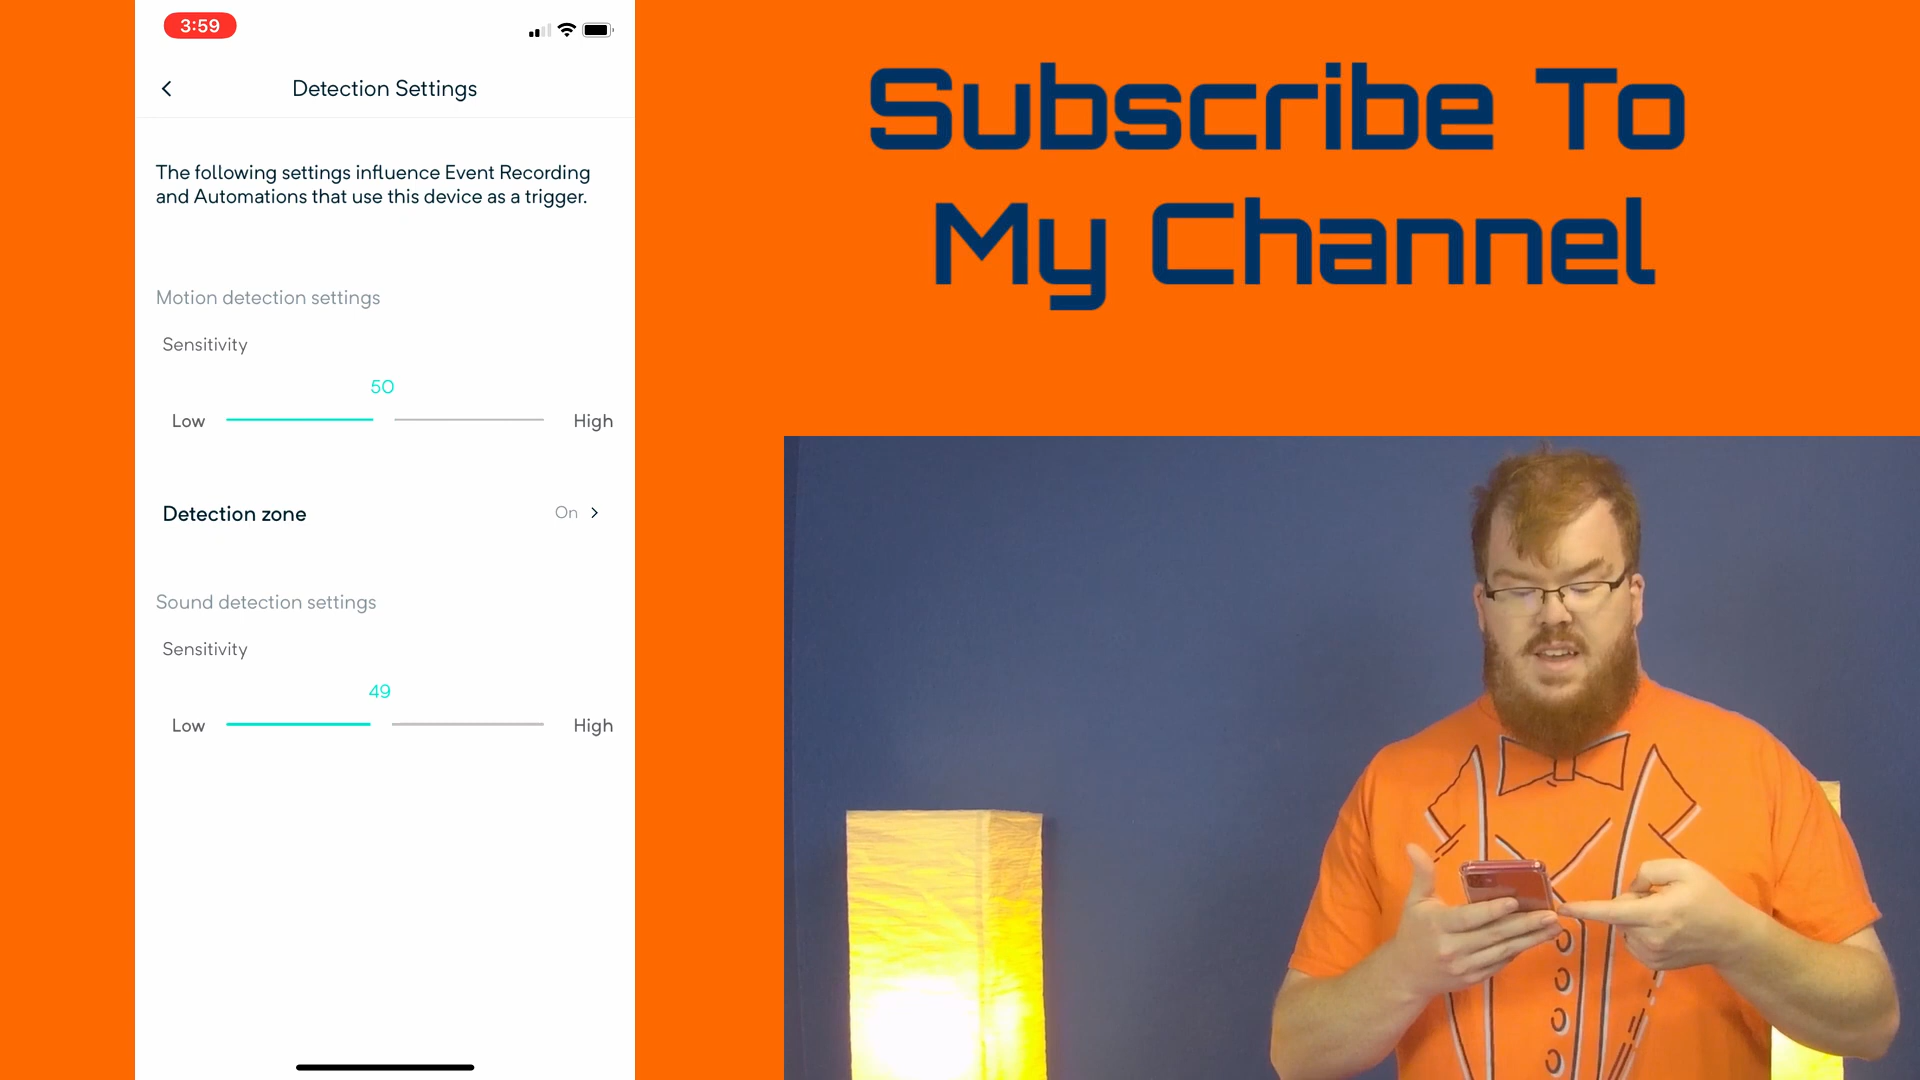 3:59
Detection Settings
The following settings influence Event Recording
and Automations that use this device as a trigger.
Motion detection settings
Sensitivity
50
Low High
Detection zone On
Sound detection settings
Sensitivity
49
Low High
Subscribe To
My Channel